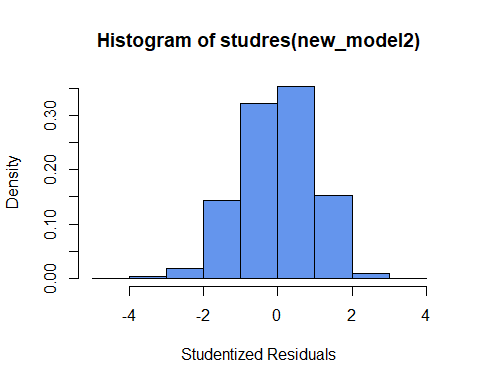 Histogram of studres(new_model2)
Density
0.00 0.10 0.20 0.30
-4 -2 0 2 4
Studentized Residuals